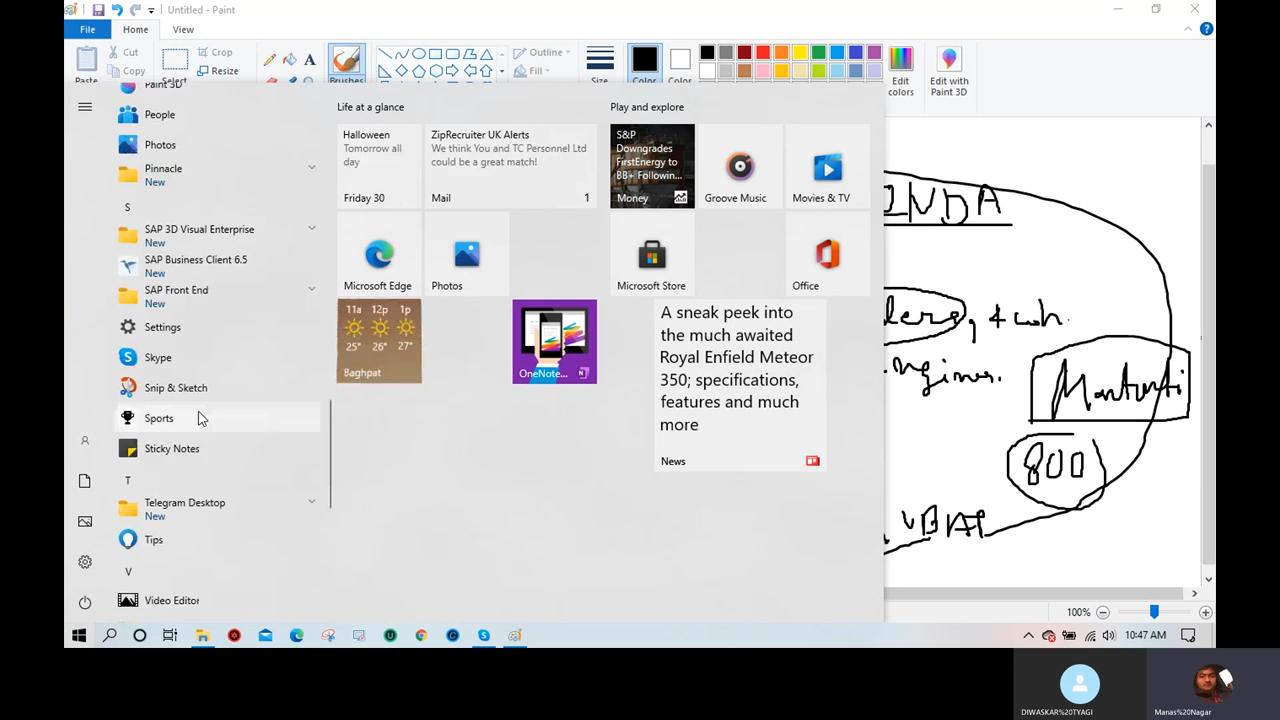 Untitled - Paint
File
Home
View
Paste
Cut
Copy
Select
Crop
Resize
A
Brushes
Outline
Fill
Size
Color
Color
Edit colors
Edit with Paint 3D
Paint 3D
People
Photos
Pinnacle
New
S
SAP 3D Visual Enterprise
New
SAP Business Client 6.5
New
SAP Front End
New
Settings
Skype
Snip & Sketch
Sports
Sticky Notes
T
Telegram Desktop
New
Tips
V
Video Editor
Life at a glance
Halloween
Tomorrow all
day
Friday 30
ZipRecruiter UK Alerts
We think You and TC Personnel Ltd
could be a great match!
Mail
1
Microsoft Edge
Photos
11a 12p 1p
25° 26° 27°
Baghpat
OneNote...
Play and explore
S&P
Downgrades
FirstEnergy to
BB+ Followin...
Money
Groove Music
Movies & TV
Microsoft Store
Office
A sneak peek into
the much awaited
Royal Enfield Meteor
350; specifications,
features and much
more
News
NDA
800
100%
10:47 AM
DIWASKAR%20TYAGI
Manas%20Nagar